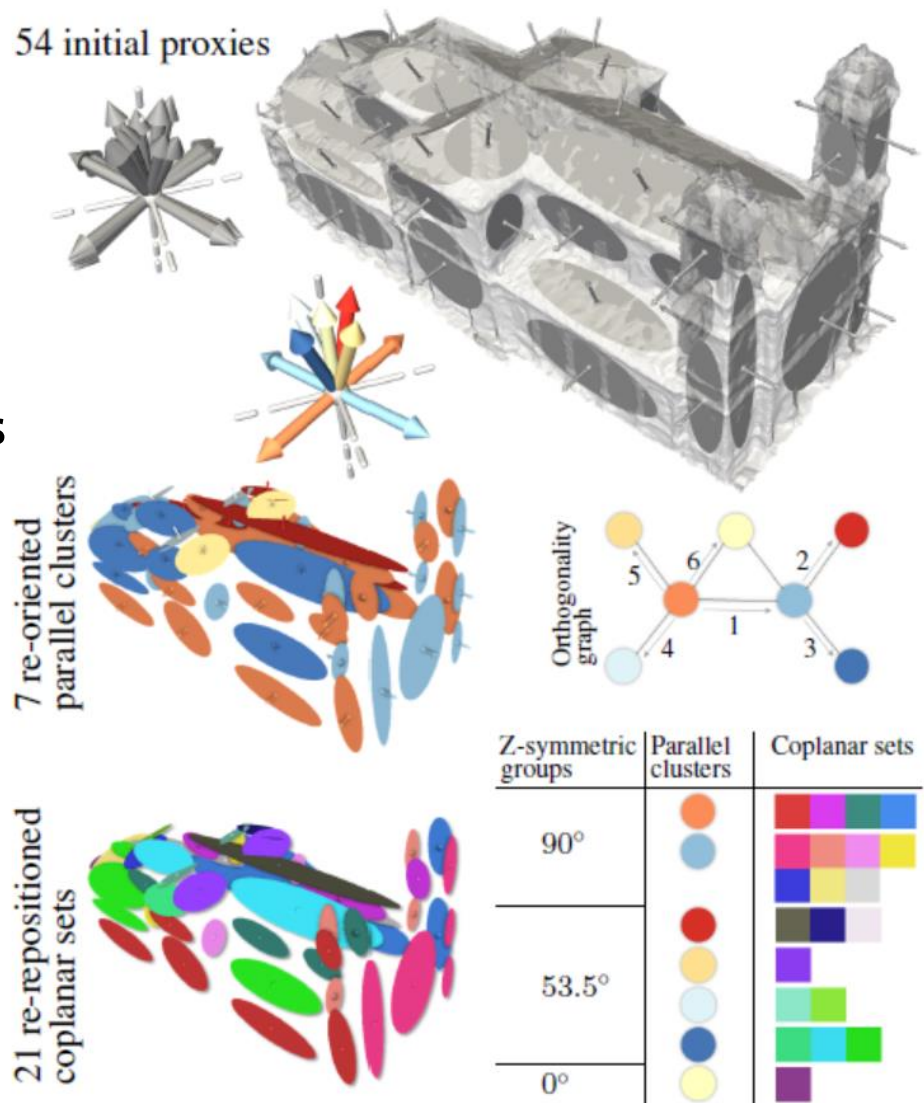 54 initial proxies
s
7 re-oriented
parallel clusters
Orthogonality
graph
5
6
2
1
4
3
21 re-repositioned
coplanar sets
Z-symmetric
groups
Parallel
clusters
Coplanar sets
90°
53.5°
0°